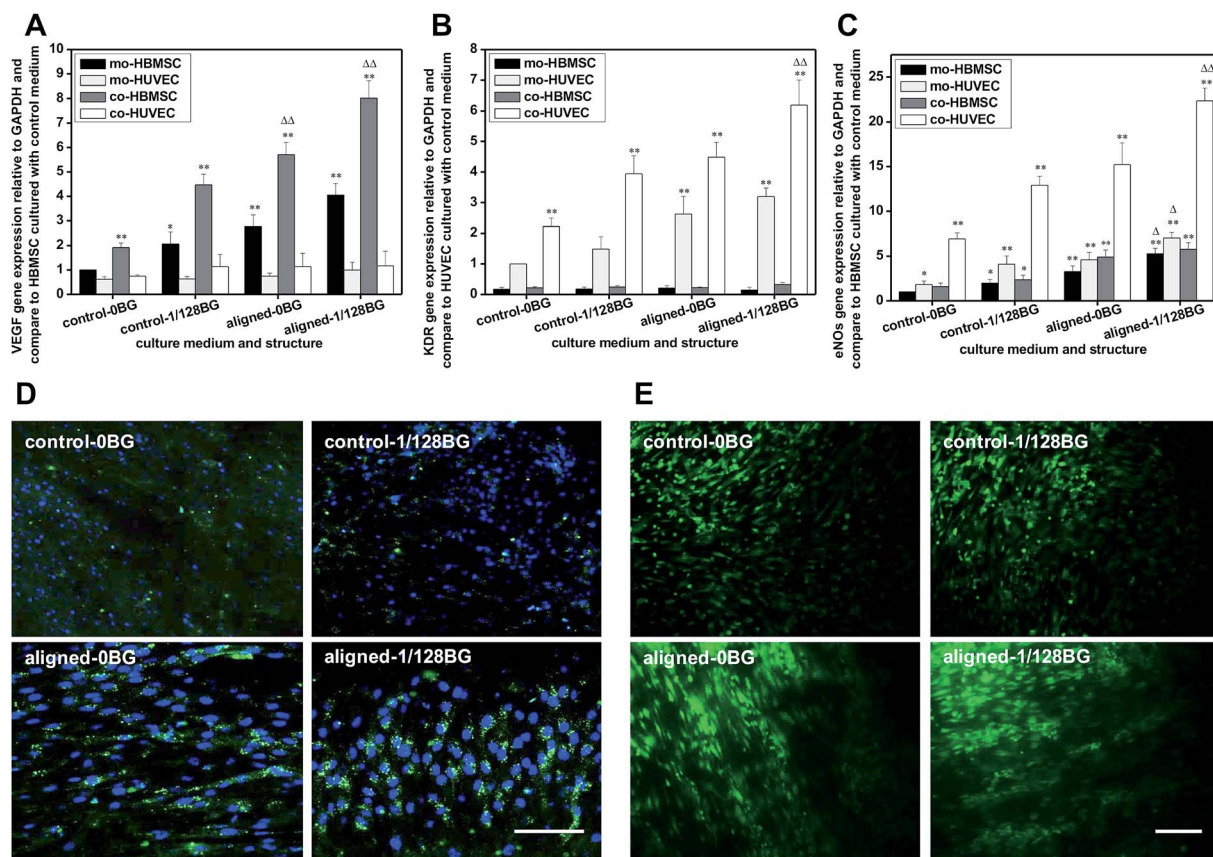 A
VEGF gene expression relative to GAPDH and
compare to HBMSC cultured with control medium
10
9
8
7
6
5
4
3
2
1
0
mo-HBMSC
mo-HUVEC
co-HBMSC
co-HUVEC
**
*
**
**
ΔΔ
**
**
ΔΔ
**
control-0BG
control-1/128BG
aligned-0BG
aligned-1/128BG
culture medium and structure
B
KDR gene expression relative to GAPDH and
compare to HUVEC cultured with control medium
8
7
6
5
4
3
2
1
0
mo-HBMSC
mo-HUVEC
co-HBMSC
co-HUVEC
**
**
**
**
**
ΔΔ
**
control-0BG
control-1/128BG
aligned-0BG
aligned-1/128BG
culture medium and structure
C
eNOs gene expression relative to GAPDH and
compare to HBMSC cultured with control medium
25
20
15
10
5
0
mo-HBMSC
mo-HUVEC
co-HBMSC
co-HUVEC
*
**
*
**
*
**
**
**
**
**
Δ
**
Δ
**
**
ΔΔ
**
control-0BG
control-1/128BG
aligned-0BG
aligned-1/128BG
culture medium and structure
D
control-0BG
control-1/128BG
aligned-0BG
aligned-1/128BG
E
control-0BG
control-1/128BG
aligned-0BG
aligned-1/128BG